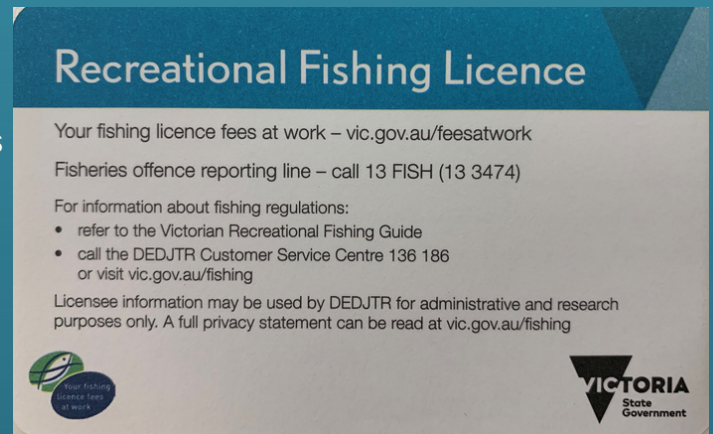 Recreational Fishing Licence
Your fishing licence fees at work – vic.gov.au/feesatwork
Fisheries offence reporting line – call 13 FISH (13 3474)
For information about fishing regulations:
• refer to the Victorian Recreational Fishing Guide
• call the DEDJTR Customer Service Centre 136 186
or visit vic.gov.au/fishing
Licensee information may be used by DEDJTR for administrative and research
purposes only. A full privacy statement can be read at vic.gov.au/fishing
Your fishing
licence fees
at work
VICTORIA
State
Government